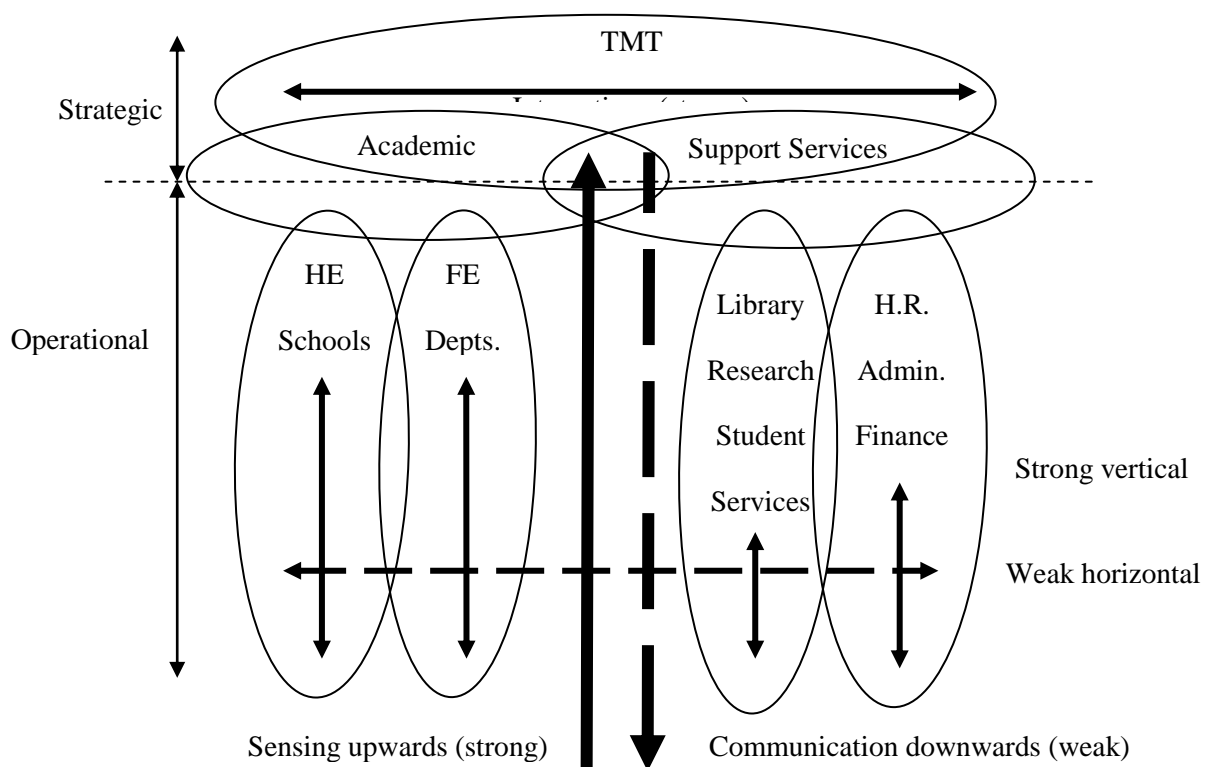 TMT
Strategic
Academic
Support Services
HE
FE
Schools
Depts.
Library
H.R.
Operational
Research
Admin.
Student
Finance
Services
Strong vertical
Weak horizontal
Sensing upwards (strong)
Communication downwards (weak)